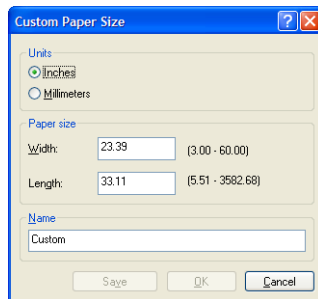 Custom Paper Size
Units
Inches
Millimeters
Paper size
Width: 23.39 (3.00 - 60.00)
Length: 33.11 (5.51 - 3582.68)
Name
Custom
Save OK Cancel